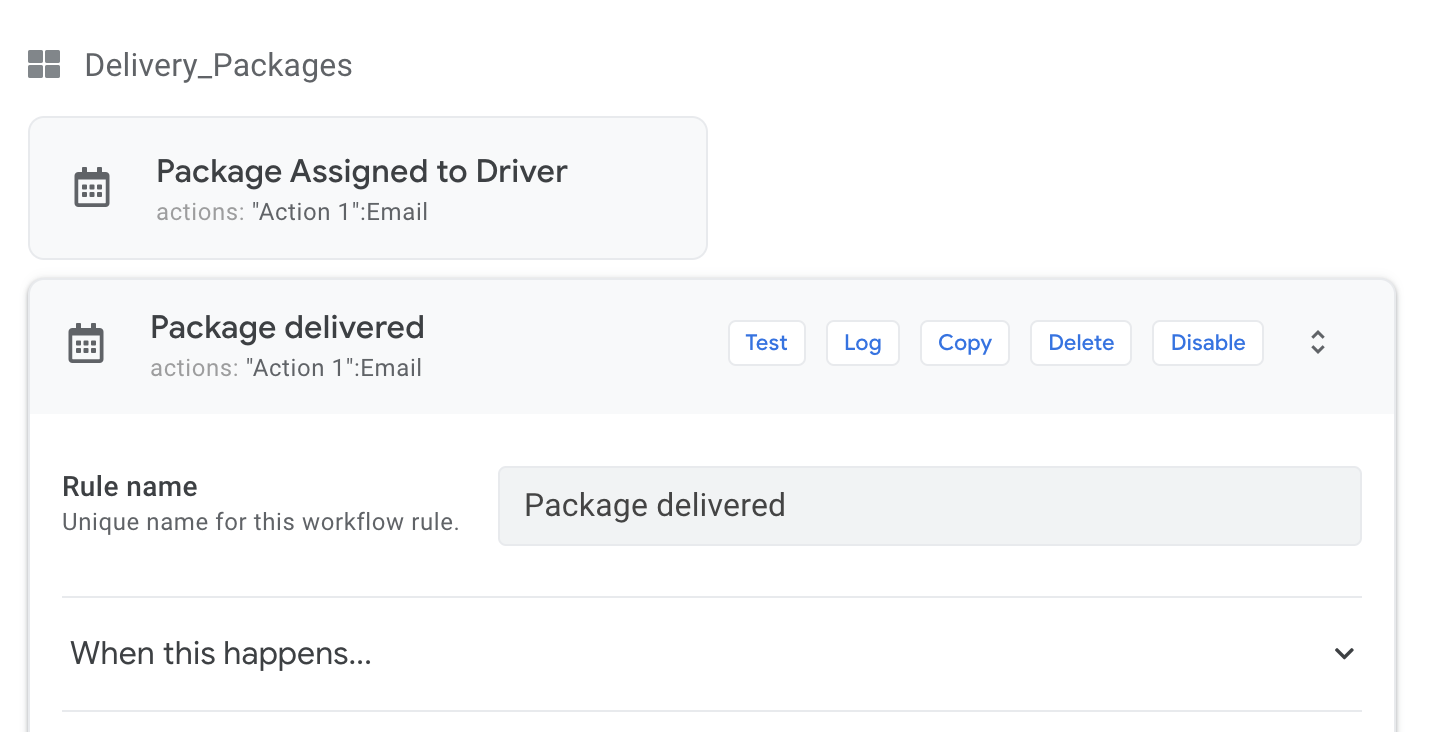 Delivery_Packages
Package Assigned to Driver
actions: "Action 1":Email
Package delivered
actions: "Action 1":Email
Test Log Copy Delete Disable
Rule name
Unique name for this workflow rule.
Package delivered
When this happens...